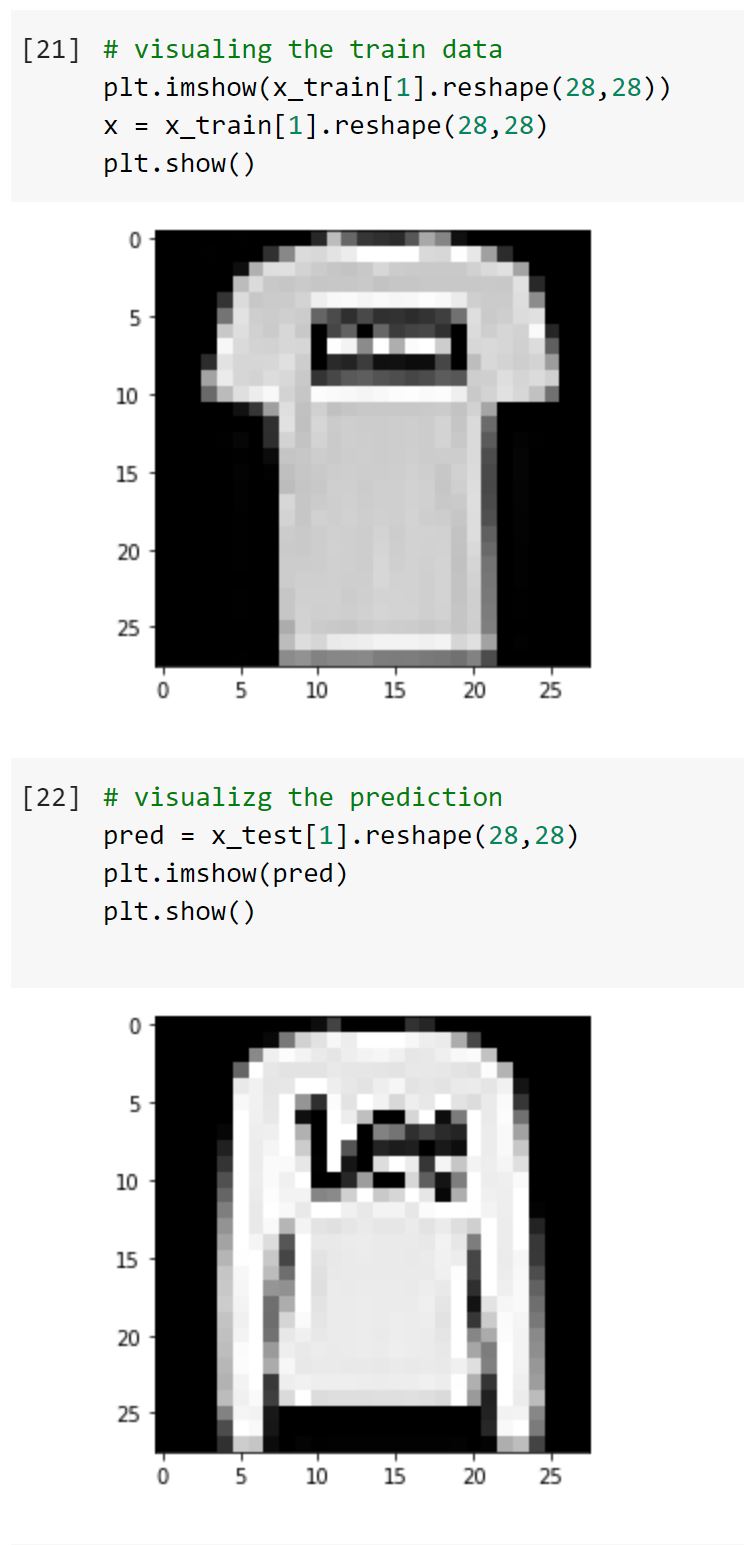 [21] # visualing the train data
plt.imshow(x_train[1].reshape(28,28))
x = x_train[1].reshape(28,28)
plt.show()
0
5
10
15
20
25
0 5 10 15 20 25
[22] # visualizg the prediction
pred = x_test[1].reshape(28,28)
plt.imshow(pred)
plt.show()
0
5
10
15
20
25
0 5 10 15 20 25